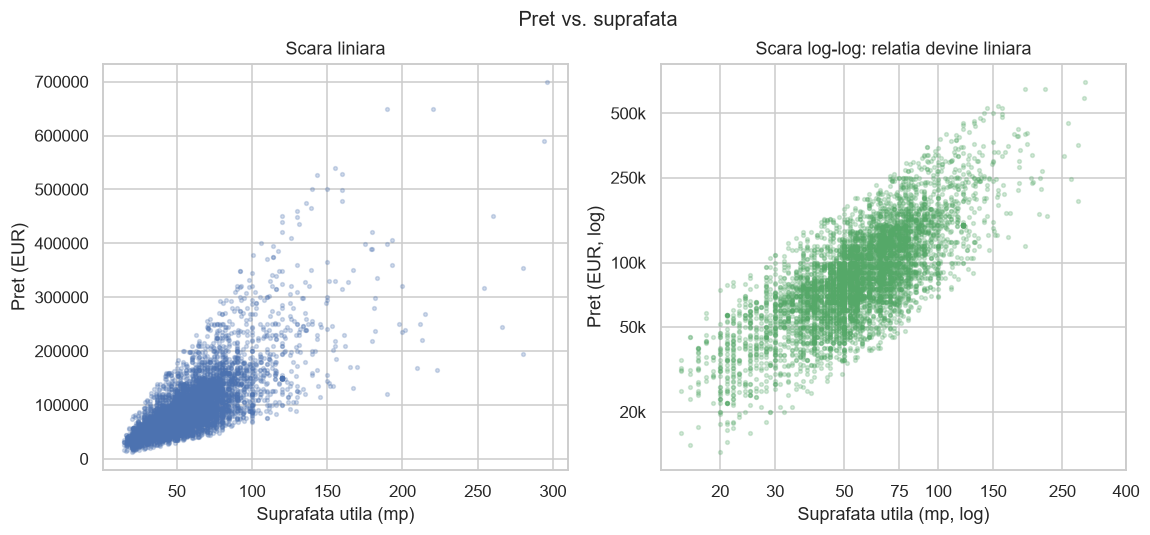 Pret vs. suprafata
Scara liniara
700000
600000
500000
400000
300000
200000
100000
0
Pret (EUR)
50 100 150 200 250 300
Suprafata utila (mp)
Scara log-log: relatia devine liniara
500k
250k
100k
50k
20k
Pret (EUR, log)
20 30 50 75 100 150 250 400
Suprafata utila (mp, log)